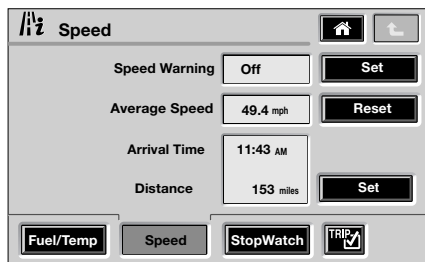 Speed
Speed Warning Off Set
Average Speed 49.4 mph Reset
Arrival Time 11:43 AM
Distance 153 miles Set
Fuel/Temp Speed StopWatch TRIP